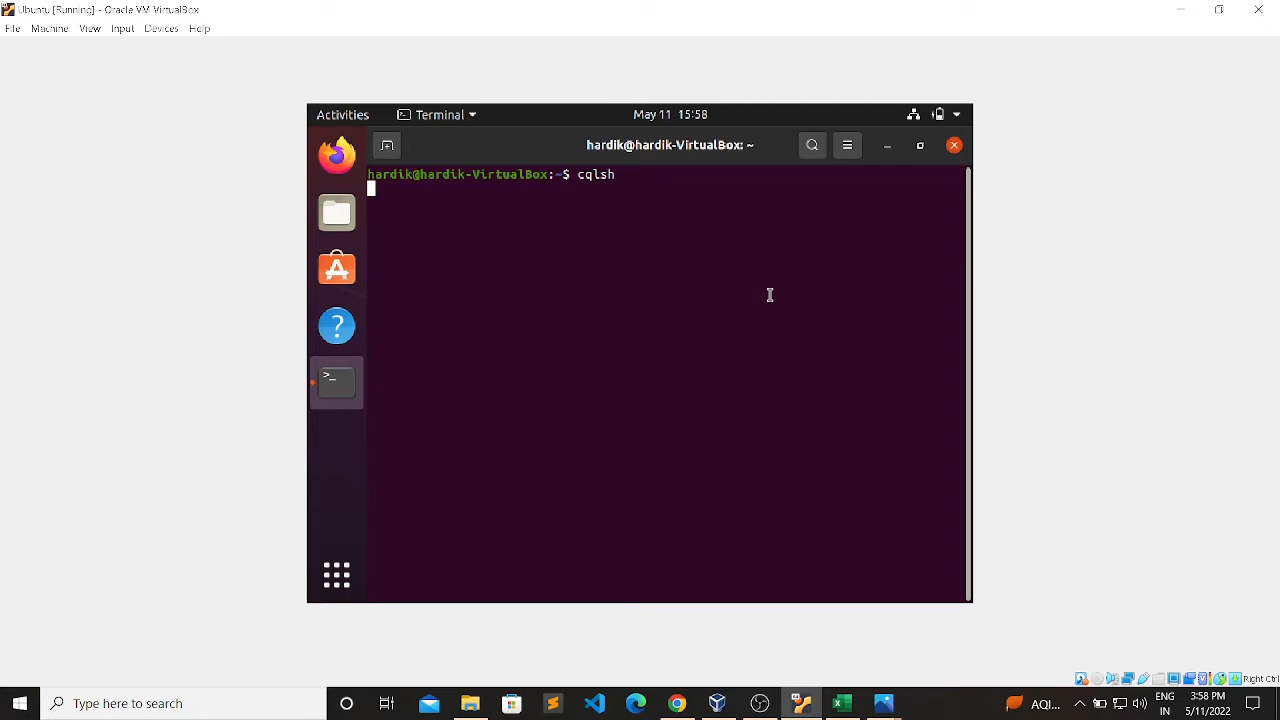 Ubuntu [Running] - Oracle VM VirtualBox
File Machine View Input Devices Help
Activities Terminal May 11 15:58
hardik@hardik-VirtualBox: ~
hardik@hardik-VirtualBox:~$ cqlsh
Right Ctrl
Type here to search
AQI...
ENG
IN
3:58 PM
5/11/2022